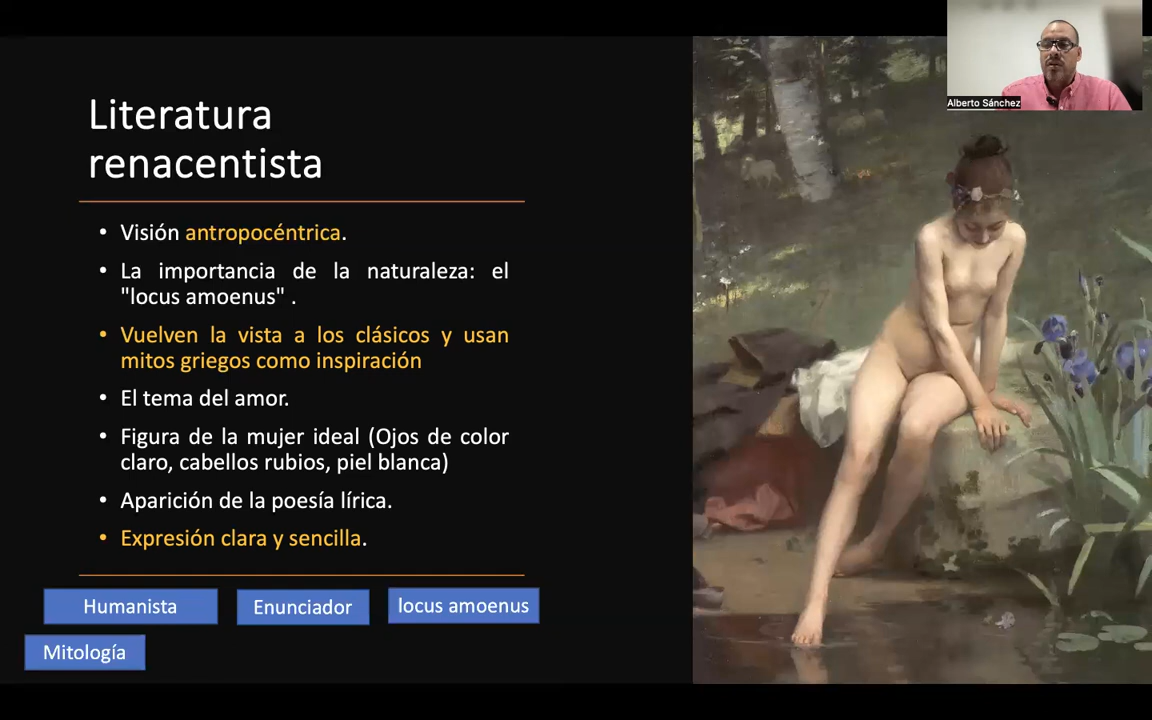 Alberto Sánchez
Literatura
renacentista
• Visión antropocéntrica.
• La importancia de la naturaleza: el
"locus amoenus" .
• Vuelven la vista a los clásicos y usan
mitos griegos como inspiración
• El tema del amor.
• Figura de la mujer ideal (Ojos de color
claro, cabellos rubios, piel blanca)
• Aparición de la poesía lírica.
• Expresión clara y sencilla.
Humanista
Enunciador
locus amoenus
Mitología